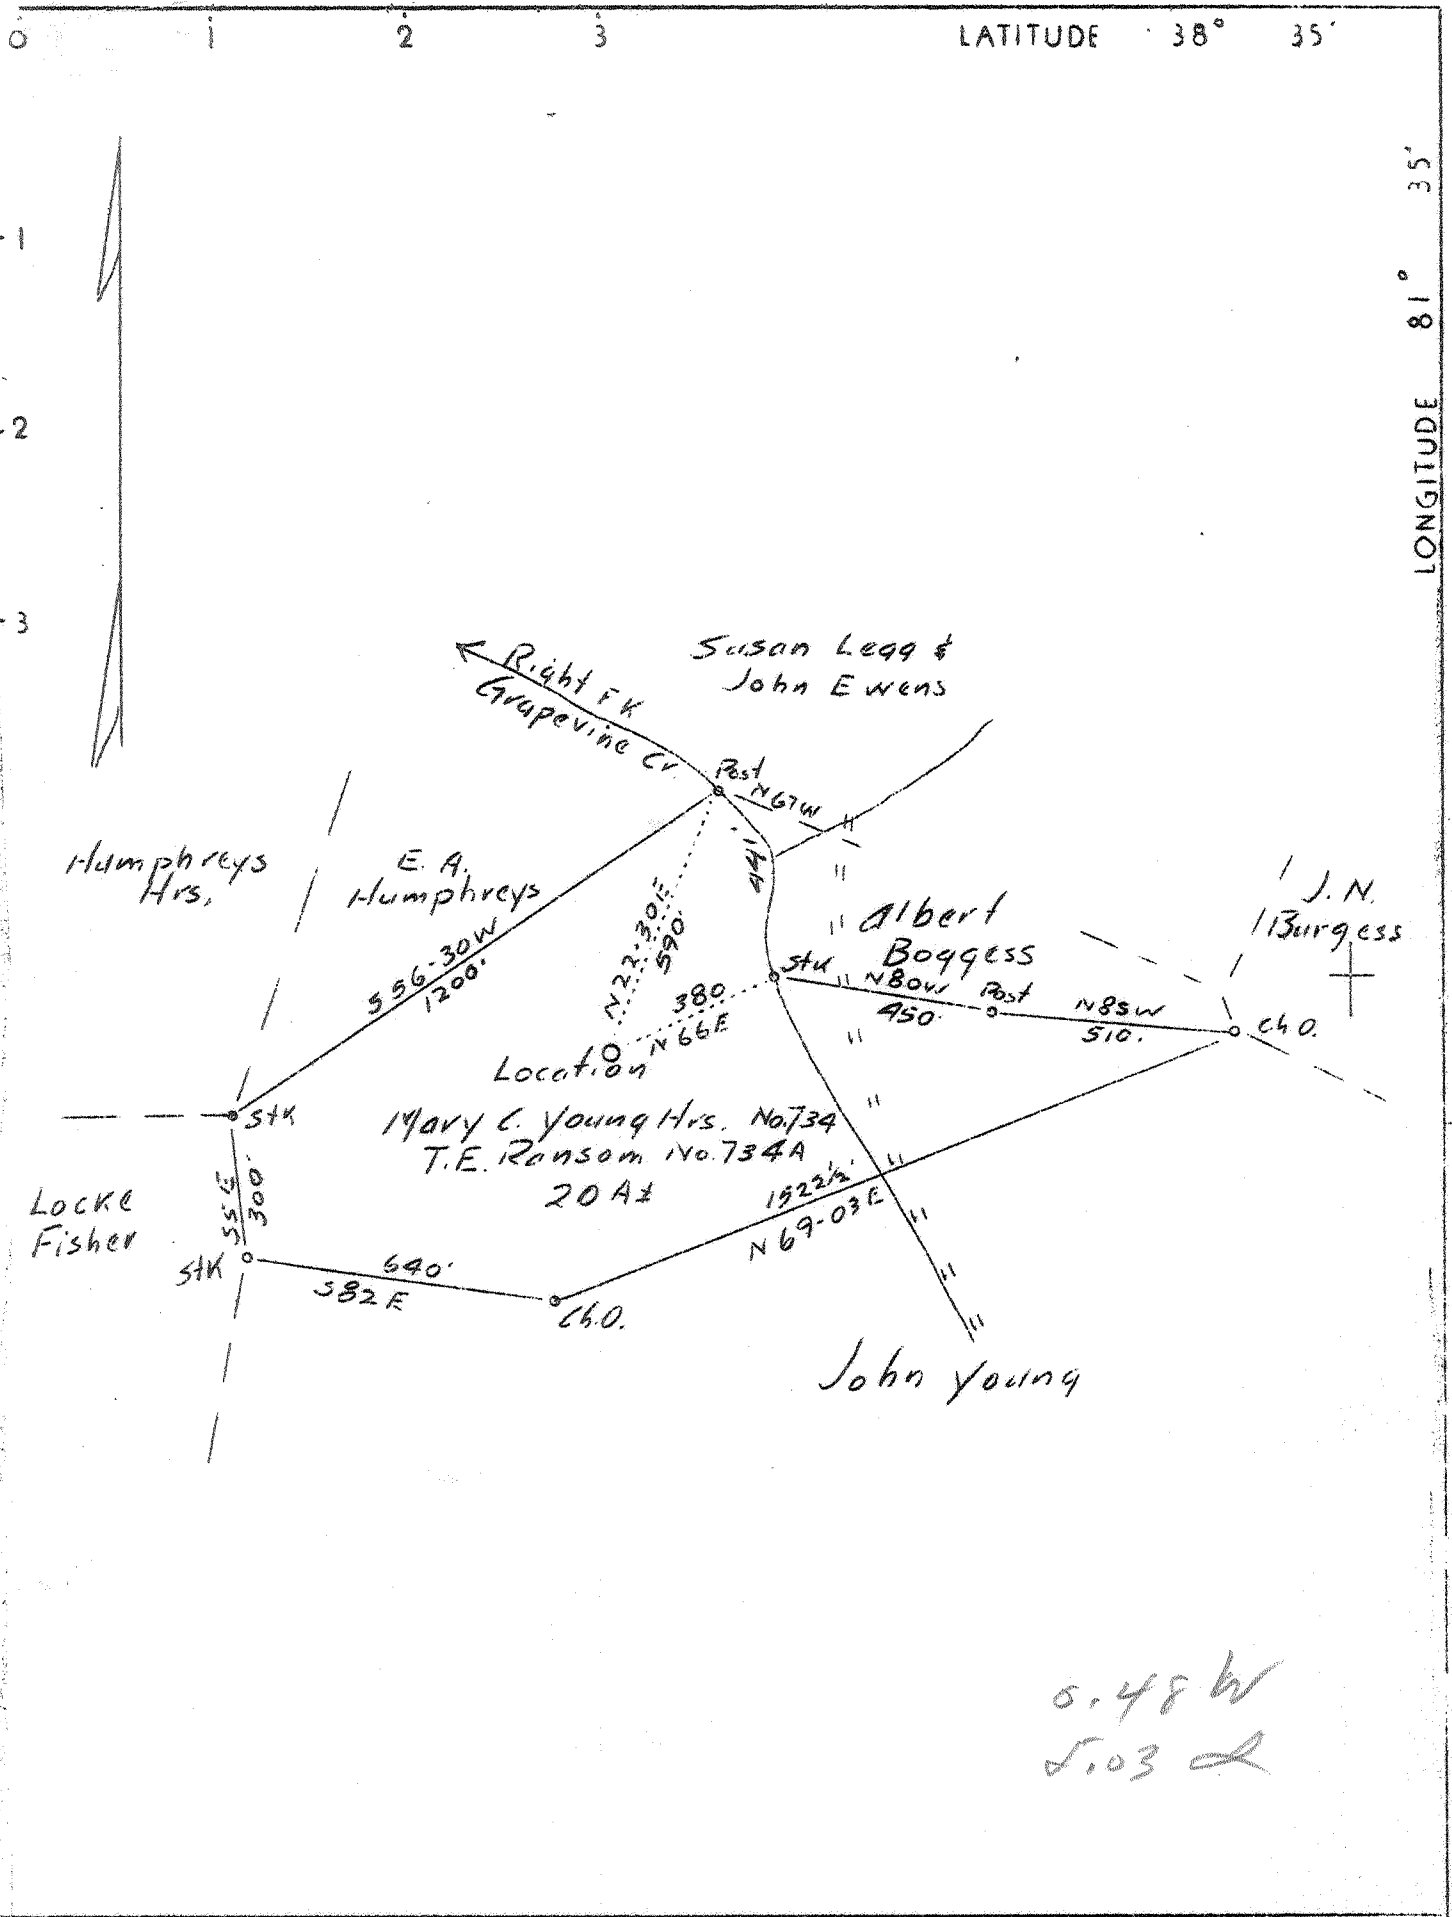 0 1 2 3 LATITUDE 38° 35'
LONGITUDE 81° 35'
1
2
3
Susan Legg &
John Ewens
Right FK
Grapevine Cr.
Post
N67W
Humphreys
Hrs.
E. A.
Humphreys
S56-30W
1200'
N22-30E
590'
Albert
Boggess
J. N.
Burgess
Stk
N80W
450'
Post
N85W
510'
Ch O.
380
N66E
Location
Stk
Mary C. Young Hrs. No.734
T.E. Ransom No.734A
20 A±
S5E
300'
Locke
Fisher
1522½'
N69-03E
Stk
640'
S82E
Ch.O.
John Young